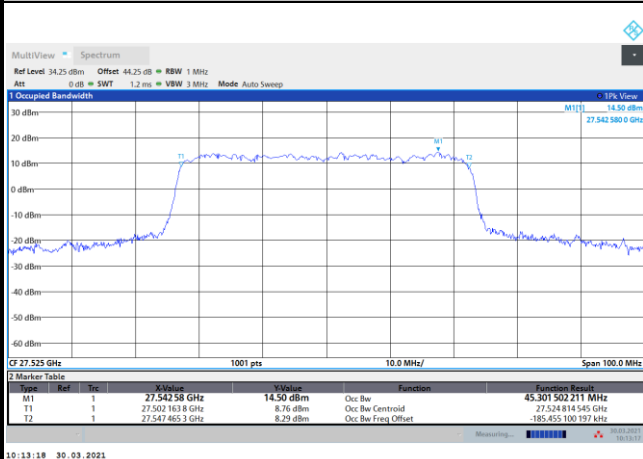 MultiView Spectrum
Ref Level 34.25 dBm Offset 44.25 dB RBW 1 MHz
Att 0 dB SWT 1.2 ms VBW 3 MHz Mode Auto Sweep
1 Occupied Bandwidth 1Pk View
M1[1] 14.50 dBm
27.542 580 0 GHz
30 dBm
20 dBm
M1
T1 T2
10 dBm
0 dBm
-10 dBm
-20 dBm
-30 dBm
-40 dBm
-50 dBm
-60 dBm
CF 27.525 GHz 1001 pts 10.0 MHz/ Span 100.0 MHz
2 Marker Table
Type Ref Trc X-Value Y-Value Function Function Result
M1 1 27.542 58 GHz 14.50 dBm Occ Bw 45.301 502 211 MHz
T1 1 27.502 163 8 GHz 8.76 dBm Occ Bw Centroid 27.524 814 545 GHz
T2 1 27.547 465 3 GHz 8.29 dBm Occ Bw Freq Offset -185.455 100 197 kHz
Measuring... 30.03.2021
10:13:17
10:13:18 30.03.2021